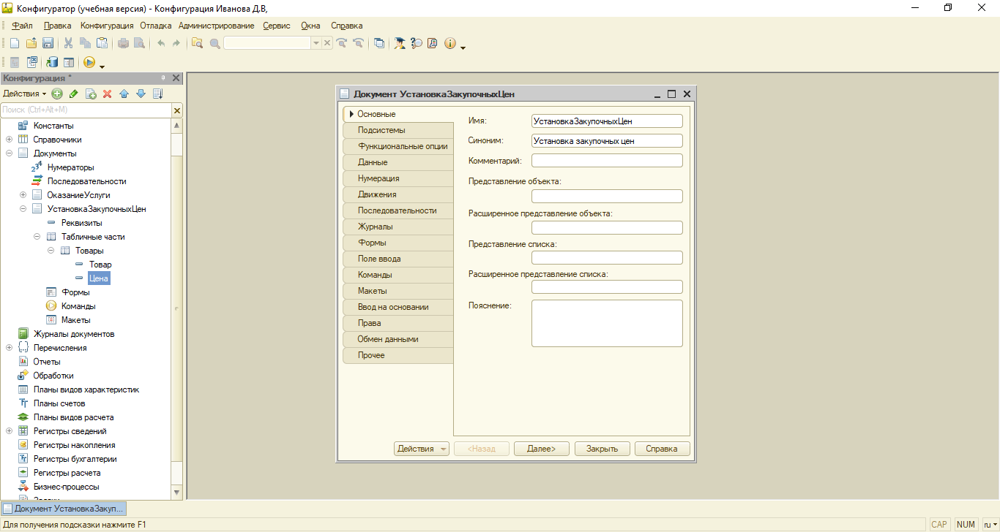 Конфигуратор (учебная версия) - Конфигурация Иванова Д.В,
Файл Правка Конфигурация Отладка Администрирование Сервис Окна Справка
Конфигурация *
Действия
Поиск (Ctrl+Alt+M)
Константы
Справочники
Документы
Нумераторы
Последовательности
ОказаниеУслуги
УстановкаЗакупочныхЦен
Реквизиты
Табличные части
Товары
Товар
Цена
Формы
Команды
Макеты
Журналы документов
Перечисления
Отчеты
Обработки
Планы видов характеристик
Планы счетов
Планы видов расчета
Регистры сведений
Регистры накопления
Регистры бухгалтерии
Регистры расчета
Бизнес-процессы
Документ УстановкаЗакупочныхЦен
Основные
Подсистемы
Функциональные опции
Данные
Нумерация
Движения
Последовательности
Журналы
Формы
Поле ввода
Команды
Макеты
Ввод на основании
Права
Обмен данными
Прочее
Имя: УстановкаЗакупочныхЦен
Синоним: Установка закупочных цен
Комментарий:
Представление объекта:
Расширенное представление объекта:
Представление списка:
Расширенное представление списка:
Пояснение:
Действия <Назад Далее> Закрыть Справка
Документ УстановкаЗакуп...
Для получения подсказки нажмите F1 CAP NUM ru